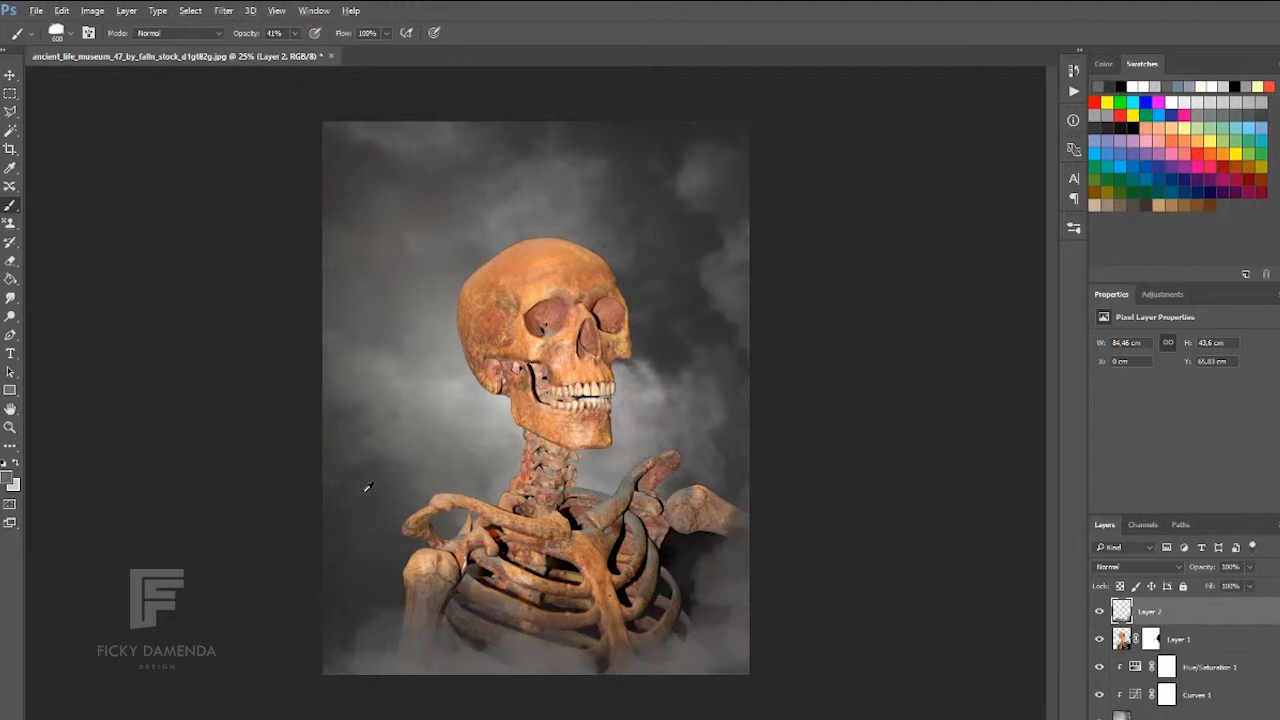 Ps File Edit Image Layer Type Select Filter 3D View Window Help
600 Mode: Normal Opacity: 41% Flow: 100%
ancient_life_museum_47_by_falln_stock_d1gt82g.jpg @ 25% (Layer 2, RGB/8) * ×
Color Swatches
Properties Adjustments
Pixel Layer Properties
W: 84,46 cm H: 43,6 cm
X: 0 cm Y: 65,83 cm
FICKY DAMENDA
DESIGN
Layers Channels Paths
Kind
Normal Opacity: 100%
Lock: Fill: 100%
Layer 2
Layer 1
Hue/Saturation 1
Curves 1